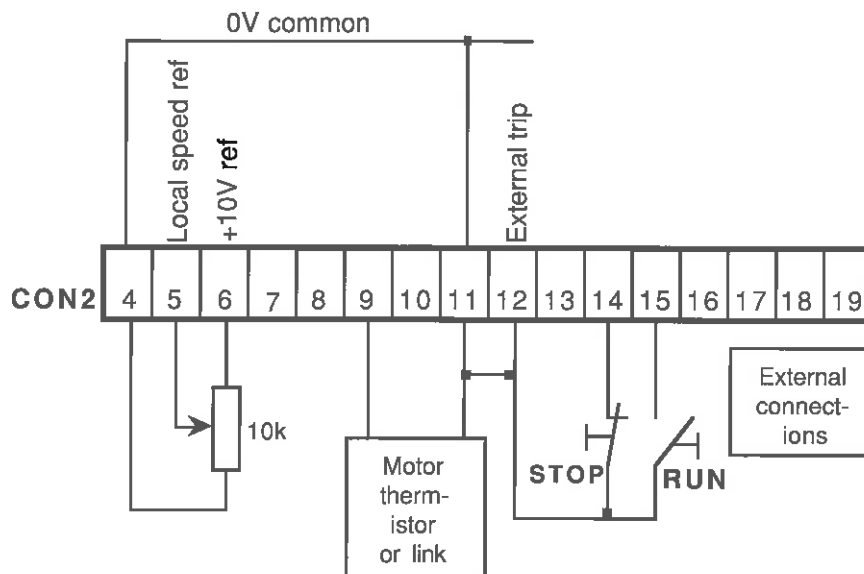 0V common
Local speed ref
+10V ref
External trip
CON2 4 5 6 7 8 9 10 11 12 13 14 15 16 17 18 19
10k
Motor
therm-
istor
or link
STOP
RUN
External
connect-
ions